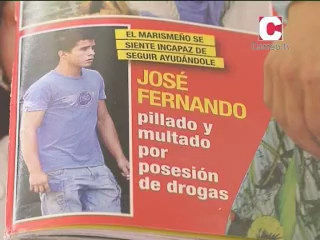 EL MARISMEÑO SE
SIENTE INCAPAZ DE
SEGUIR AYUDÁNDOLE
JOSÉ
FERNANDO
pillado y
multado
por
posesión
de drogas
C